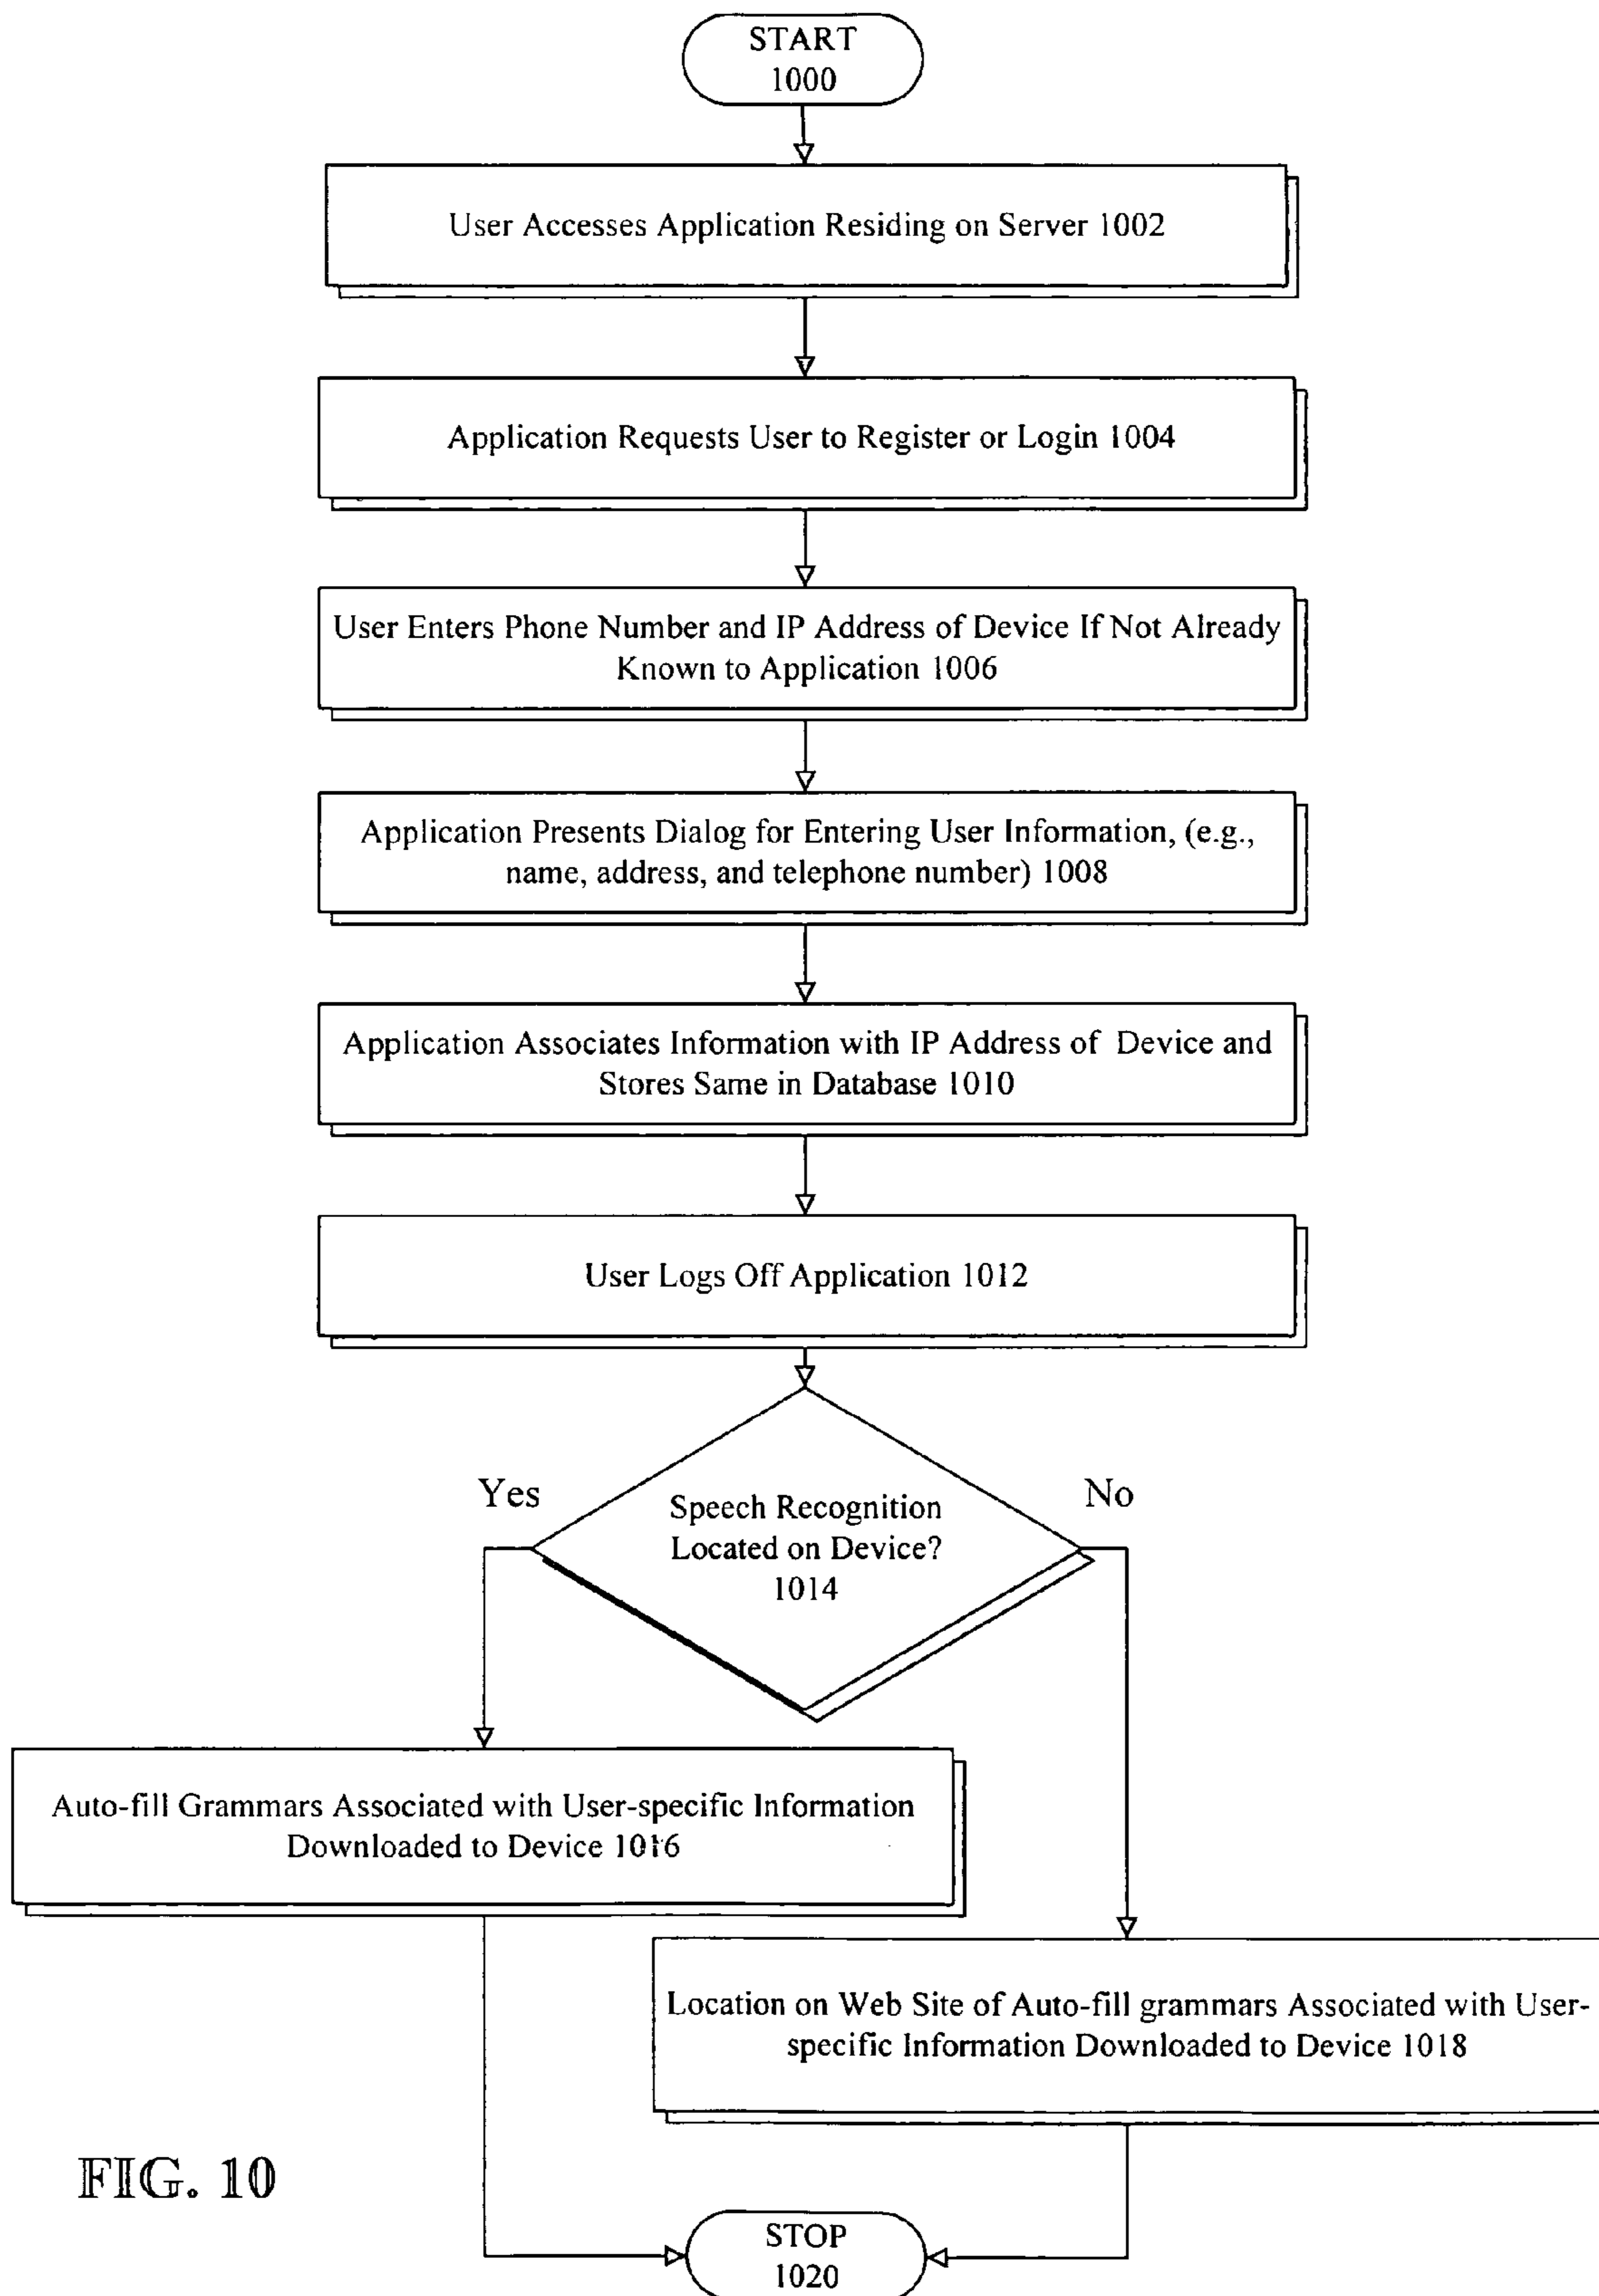 START
1000
User Accesses Application Residing on Server 1002
Application Requests User to Register or Login 1004
User Enters Phone Number and IP Address of Device If Not Already
Known to Application 1006
Application Presents Dialog for Entering User Information, (e.g.,
name, address, and telephone number) 1008
Application Associates Information with IP Address of Device and
Stores Same in Database 1010
User Logs Off Application 1012
Yes
No
Speech Recognition
Located on Device?
1014
Auto-fill Grammars Associated with User-specific Information
Downloaded to Device 1016
Location on Web Site of Auto-fill grammars Associated with User-
specific Information Downloaded to Device 1018
FIG. 10
STOP
1020